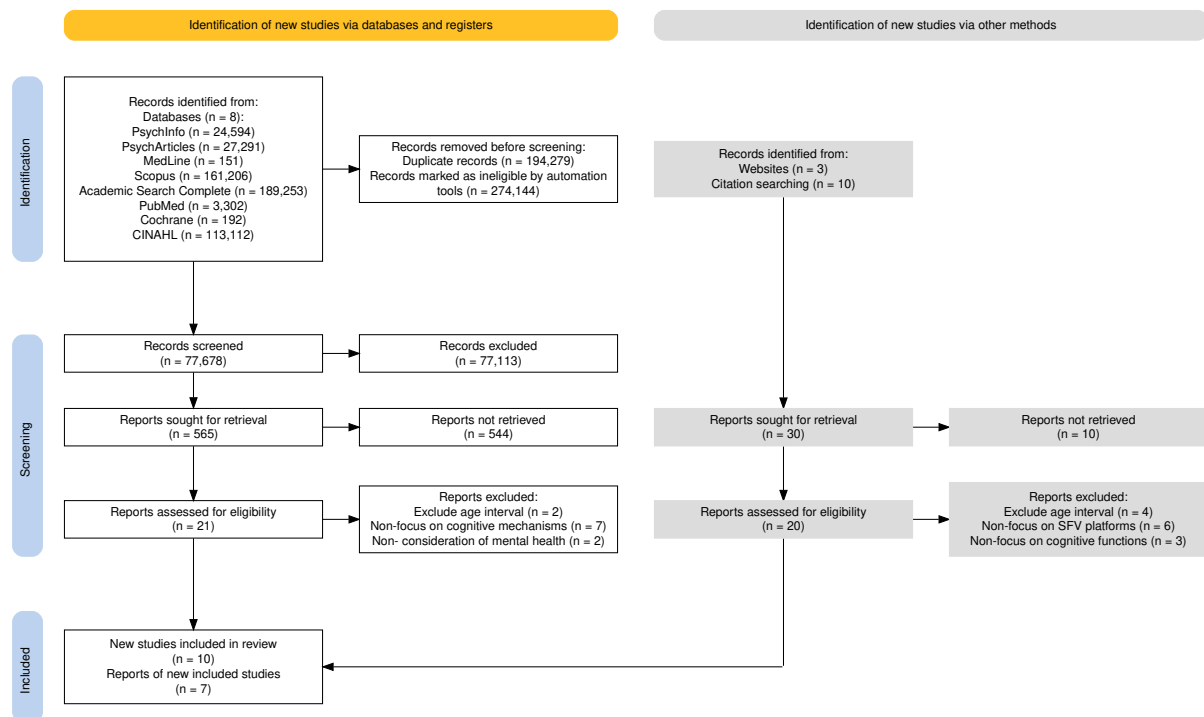 Identification of new studies via databases and registers
Identification of new studies via other methods
Identification
Records identified from:
Databases (n = 8):
PsychInfo (n = 24,594)
PsychArticles (n = 27,291)
MedLine (n = 151)
Scopus (n = 161,206)
Academic Search Complete (n = 189,253)
PubMed (n = 3,302)
Cochrane (n = 192)
CINAHL (n = 113,112)
Records removed before screening:
Duplicate records (n = 194,279)
Records marked as ineligible by automation
tools (n = 274,144)
Records identified from:
Websites (n = 3)
Citation searching (n = 10)
Screening
Records screened
(n = 77,678)
Records excluded
(n = 77,113)
Reports sought for retrieval
(n = 565)
Reports not retrieved
(n = 544)
Reports sought for retrieval
(n = 30)
Reports not retrieved
(n = 10)
Reports assessed for eligibility
(n = 21)
Reports excluded:
Exclude age interval (n = 2)
Non-focus on cognitive mechanisms (n = 7)
Non- consideration of mental health (n = 2)
Reports assessed for eligibility
(n = 20)
Reports excluded:
Exclude age interval (n = 4)
Non-focus on SFV platforms (n = 6)
Non-focus on cognitive functions (n = 3)
Included
New studies included in review
(n = 10)
Reports of new included studies
(n = 7)